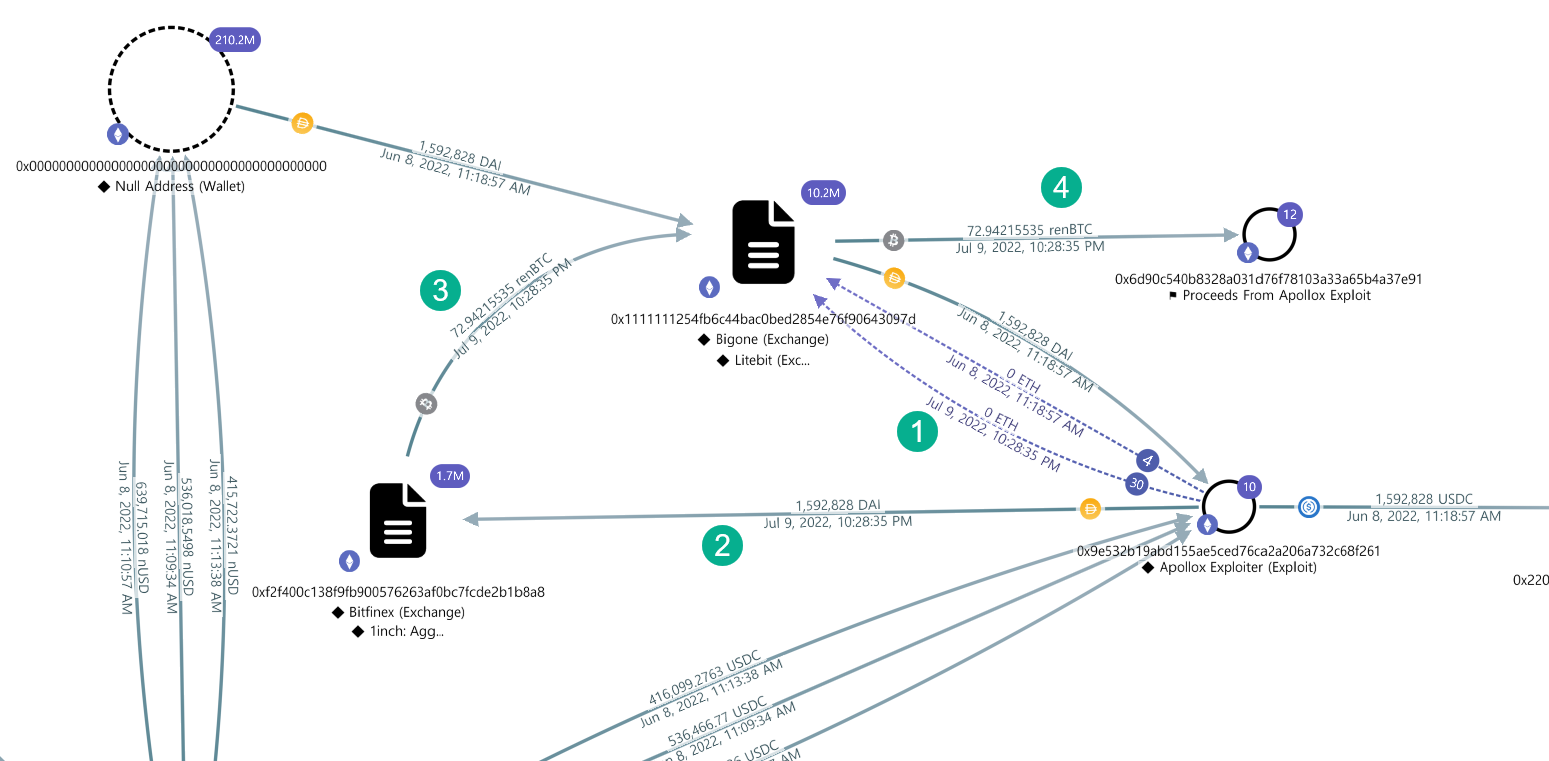 210.2M
0x0000000000000000000000000000000000000000
◆ Null Address (Wallet)
1,592,828 DAI
Jun 8, 2022, 11:18:57 AM
10.2M
4
72.94215535 renBTC
Jul 9, 2022, 10:28:35 PM
12
0x6d90c540b8328a031d76f78103a33a65b4a37e91
Proceeds From Apollox Exploit
3
72.94215535 renBTC
Jul 9, 2022, 10:28:35 PM
0x1111111254fb6c44bac0bed2854e76f90643097d
◆ Bigone (Exchange)
◆ Litebit (Exc...
1,592,828 DAI
Jun 8, 2022, 11:18:57 AM
0 ETH
Jun 8, 2022, 11:18:57 AM
0 ETH
Jul 9, 2022, 10:28:35 PM
1
4
30
1.7M
10
1,592,828 DAI
Jul 9, 2022, 10:28:35 PM
2
1,592,828 USDC
Jun 8, 2022, 11:18:57 AM
0x9e532b19abd155ae5ced76ca2a206a732c68f261
◆ Apollox Exploiter (Exploit)
0x220
0xf2f400c138f9fb900576263af0bc7fcde2b1b8a8
◆ Bitfinex (Exchange)
◆ 1inch: Agg...
639,715.018 nUSD
Jun 8, 2022, 11:10:57 AM
536,018.5498 nUSD
Jun 8, 2022, 11:09:34 AM
415,722.3721 nUSD
Jun 8, 2022, 11:13:38 AM
416,099.2763 USDC
Jun 8, 2022, 11:13:38 AM
536,466.77 USDC
8, 2022, 11:09:34 AM
USDC
AM